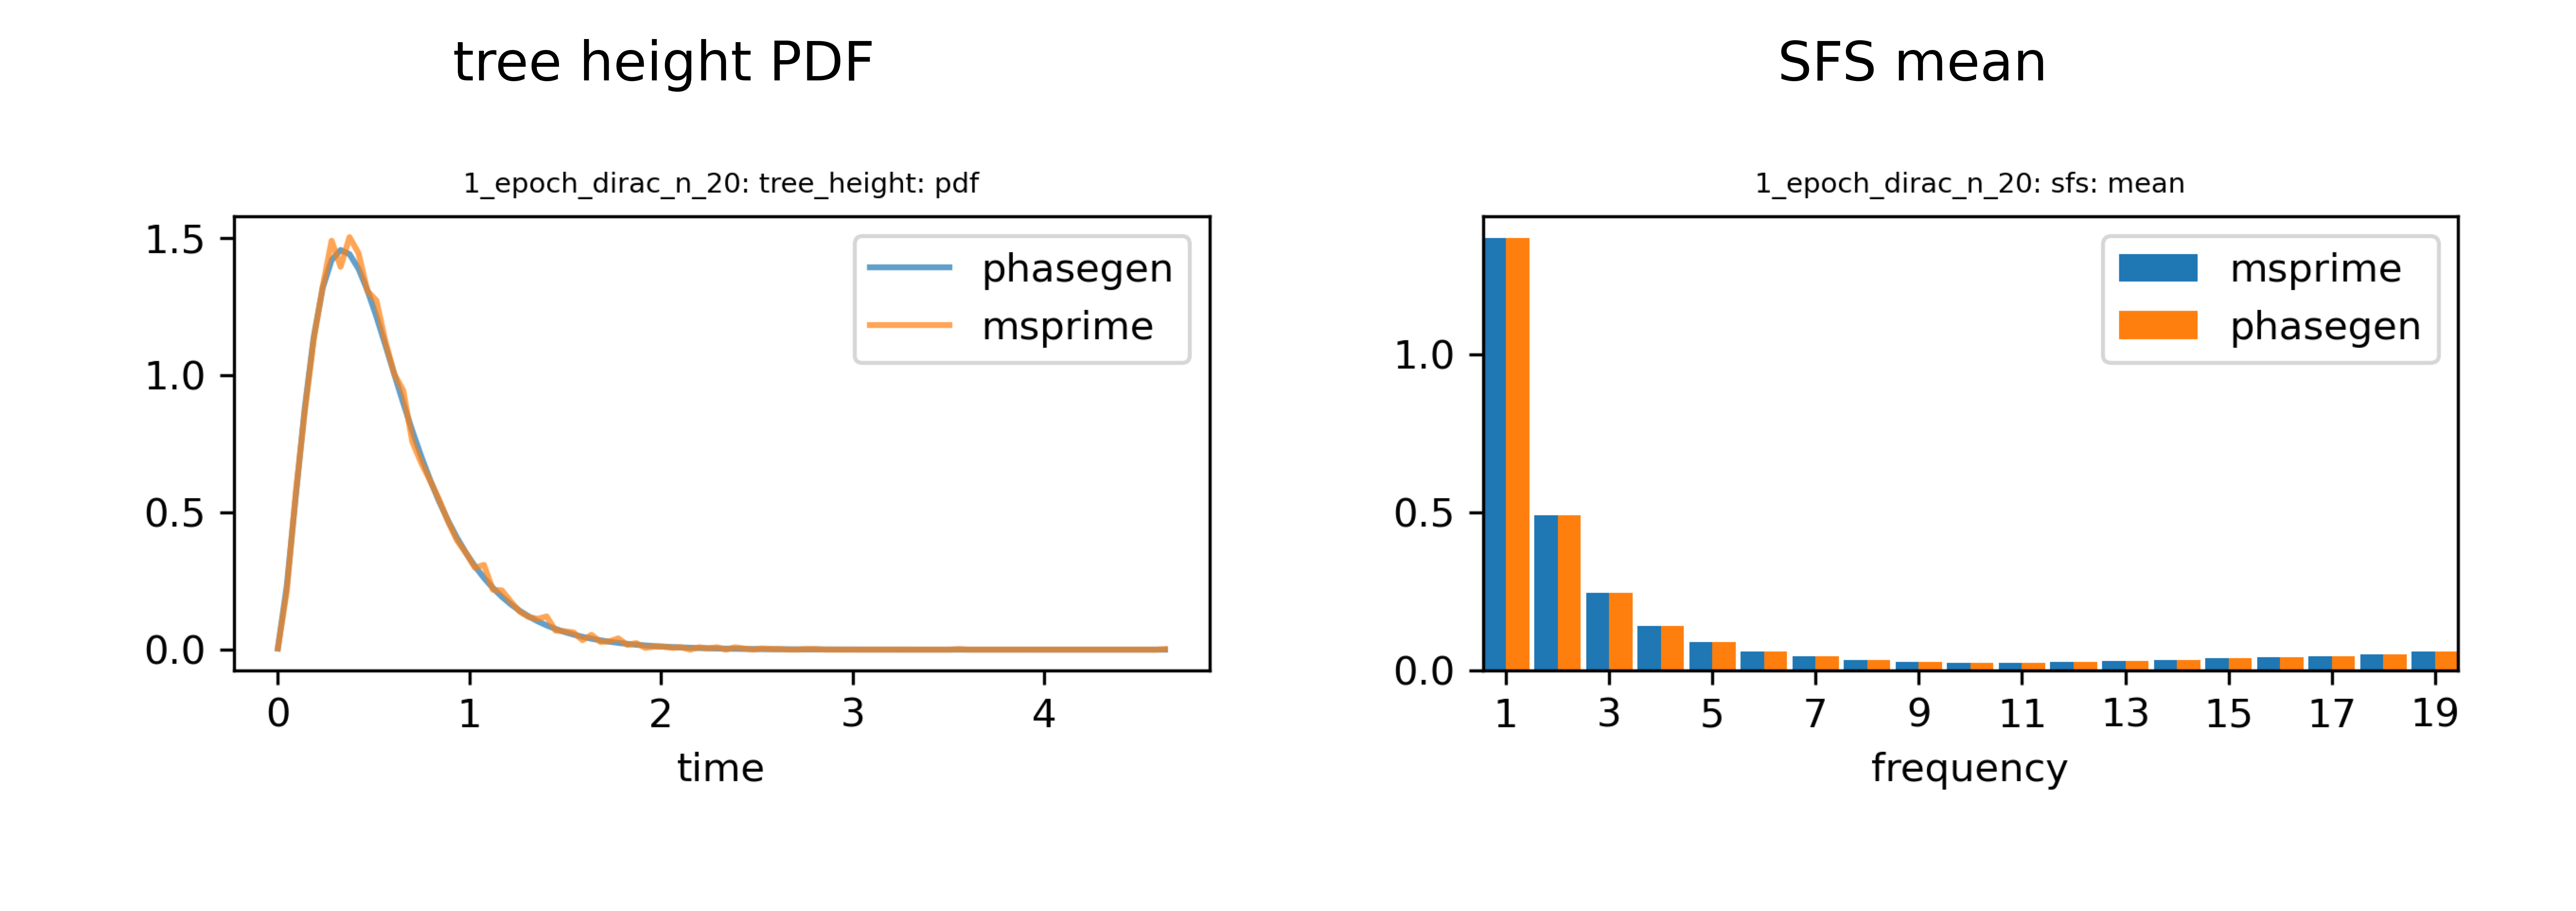 tree height PDF
SFS mean
1_epoch_dirac_n_20: tree_height: pdf
1.5
1.0
0.5
0.0
phasegen
msprime
0 1 2 3 4
time
1_epoch_dirac_n_20: sfs: mean
1.0
0.5
0.0
msprime
phasegen
1 3 5 7 9 11 13 15 17 19
frequency